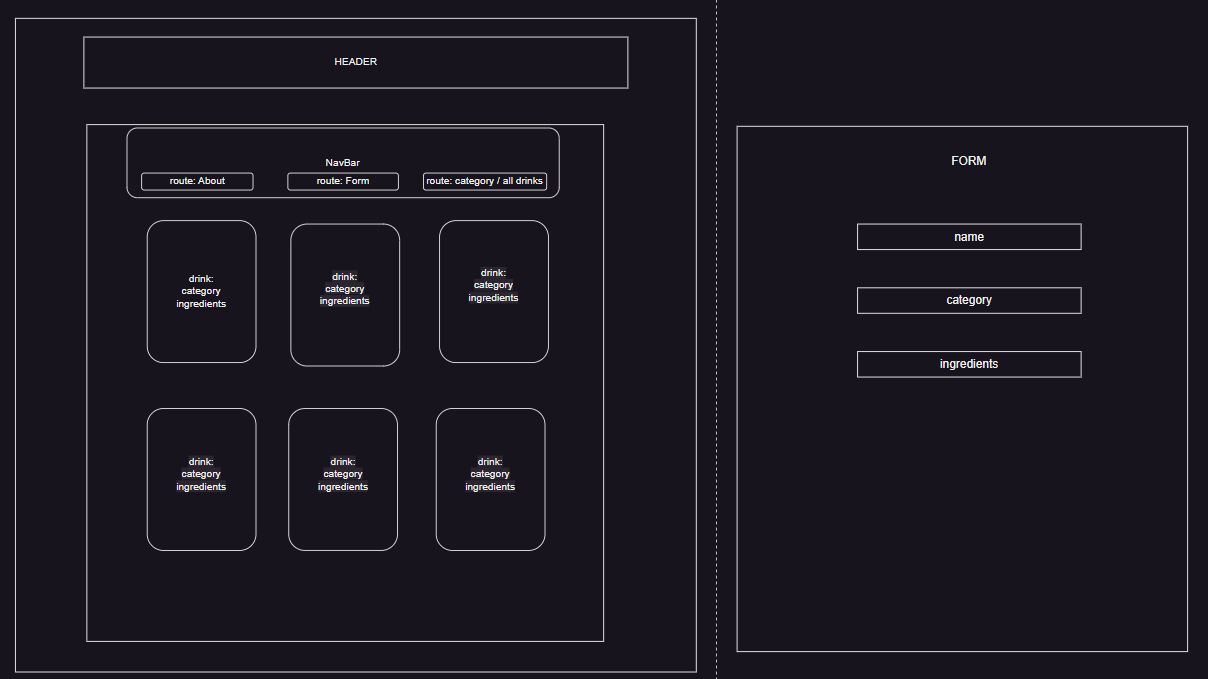 HEADER
NavBar
route: About
route: Form
route: category / all drinks
drink:
category
ingredients
drink:
category
ingredients
drink:
category
ingredients
drink:
category
ingredients
drink:
category
ingredients
drink:
category
ingredients
FORM
name
category
ingredients